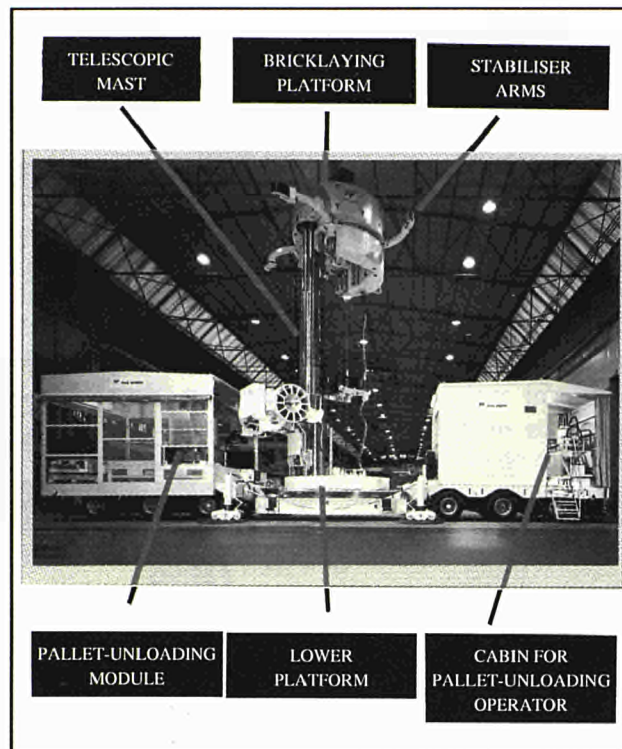 TELESCOPIC
MAST
BRICKLAYING
PLATFORM
STABILISER
ARMS
PALLET-UNLOADING
MODULE
LOWER
PLATFORM
CABIN FOR
PALLET-UNLOADING
OPERATOR